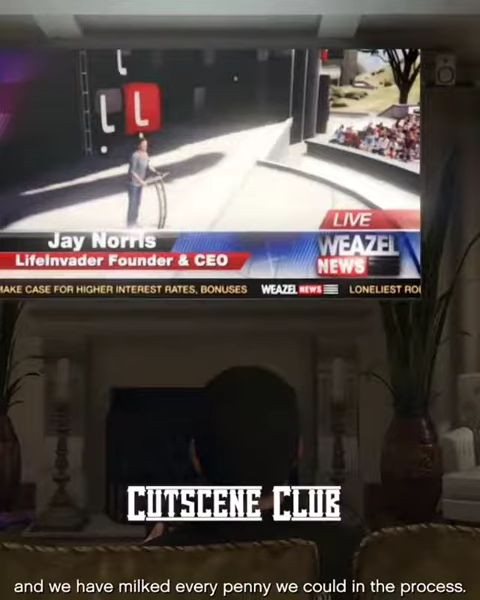 L
L L
LIVE
Jay Norris
LifeInvader Founder & CEO
WEAZEL
NEWS
MAKE CASE FOR HIGHER INTEREST RATES, BONUSES WEAZEL NEWS LONELIEST
CUTSCENE CLUB
and we have milked every penny we could in the process.